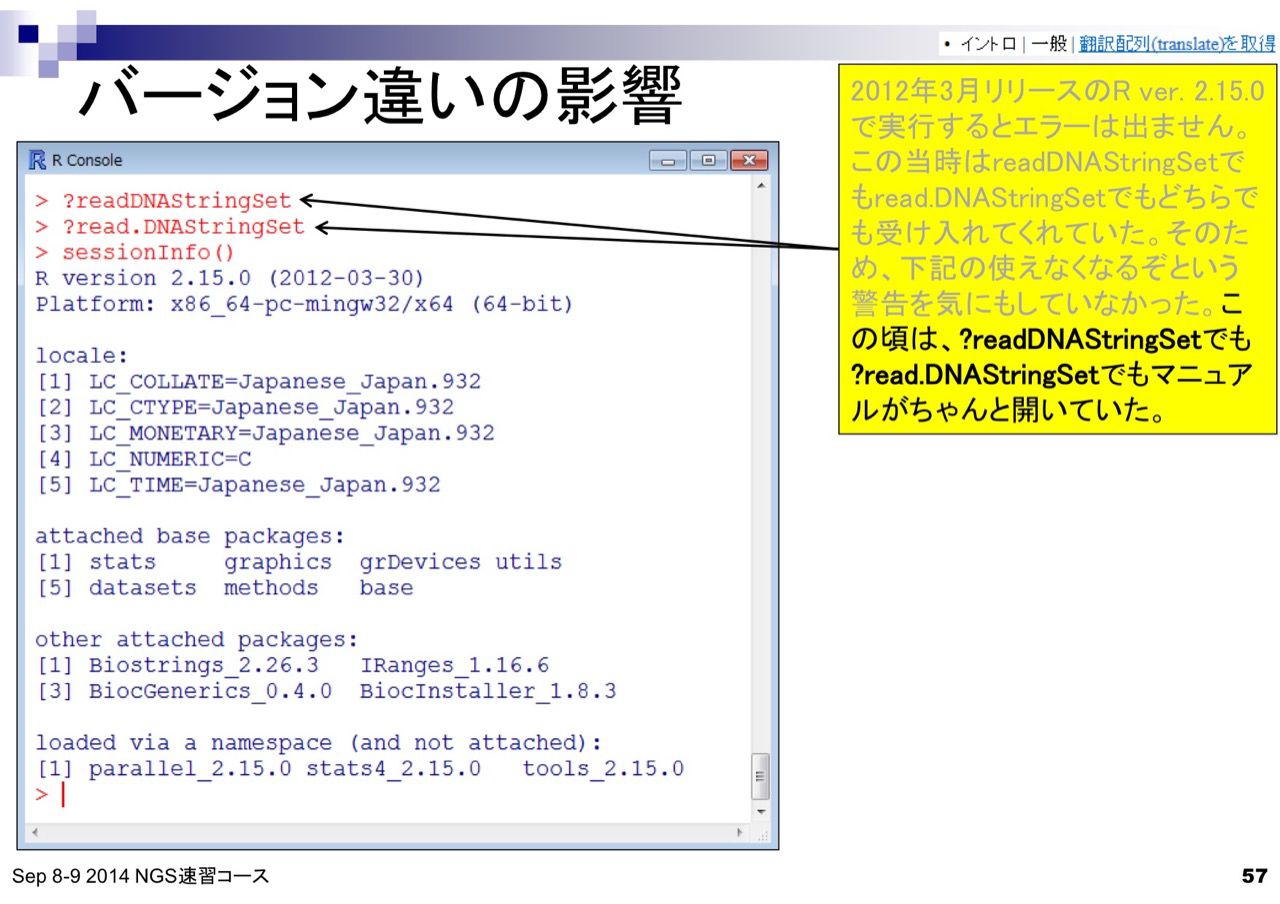 • イントロ | 一般 | 翻訳配列(translate)を取得
バージョン違いの影響
2012年3月リリースのR ver. 2.15.0
で実行するとエラーは出ません。
この当時はreadDNAStringSetで
もread.DNAStringSetでもどちらで
も受け入れてくれていた。そのた
め、下記の使えなくなるぞという
警告を気にもしていなかった。こ
の頃は、?readDNAStringSetでも
?read.DNAStringSetでもマニュア
ルがちゃんと開いていた。
R Console
> ?readDNAStringSet
> ?read.DNAStringSet
> sessionInfo()
R version 2.15.0 (2012-03-30)
Platform: x86_64-pc-mingw32/x64 (64-bit)
locale:
[1] LC_COLLATE=Japanese_Japan.932
[2] LC_CTYPE=Japanese_Japan.932
[3] LC_MONETARY=Japanese_Japan.932
[4] LC_NUMERIC=C
[5] LC_TIME=Japanese_Japan.932
attached base packages:
[1] stats graphics grDevices utils
[5] datasets methods base
other attached packages:
[1] Biostrings_2.26.3 IRanges_1.16.6
[3] BiocGenerics_0.4.0 BiocInstaller_1.8.3
loaded via a namespace (and not attached):
[1] parallel_2.15.0 stats4_2.15.0 tools_2.15.0
>
Sep 8-9 2014 NGS速習コース
57